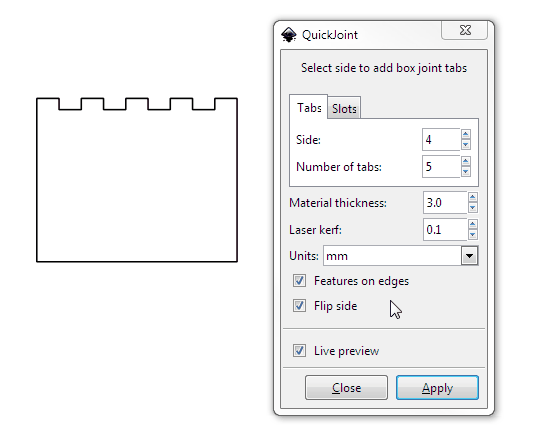 QuickJoint
Select side to add box joint tabs
Tabs Slots
Side: 4
Number of tabs: 5
Material thickness: 3.0
Laser kerf: 0.1
Units: mm
Features on edges
Flip side
Live preview
Close Apply